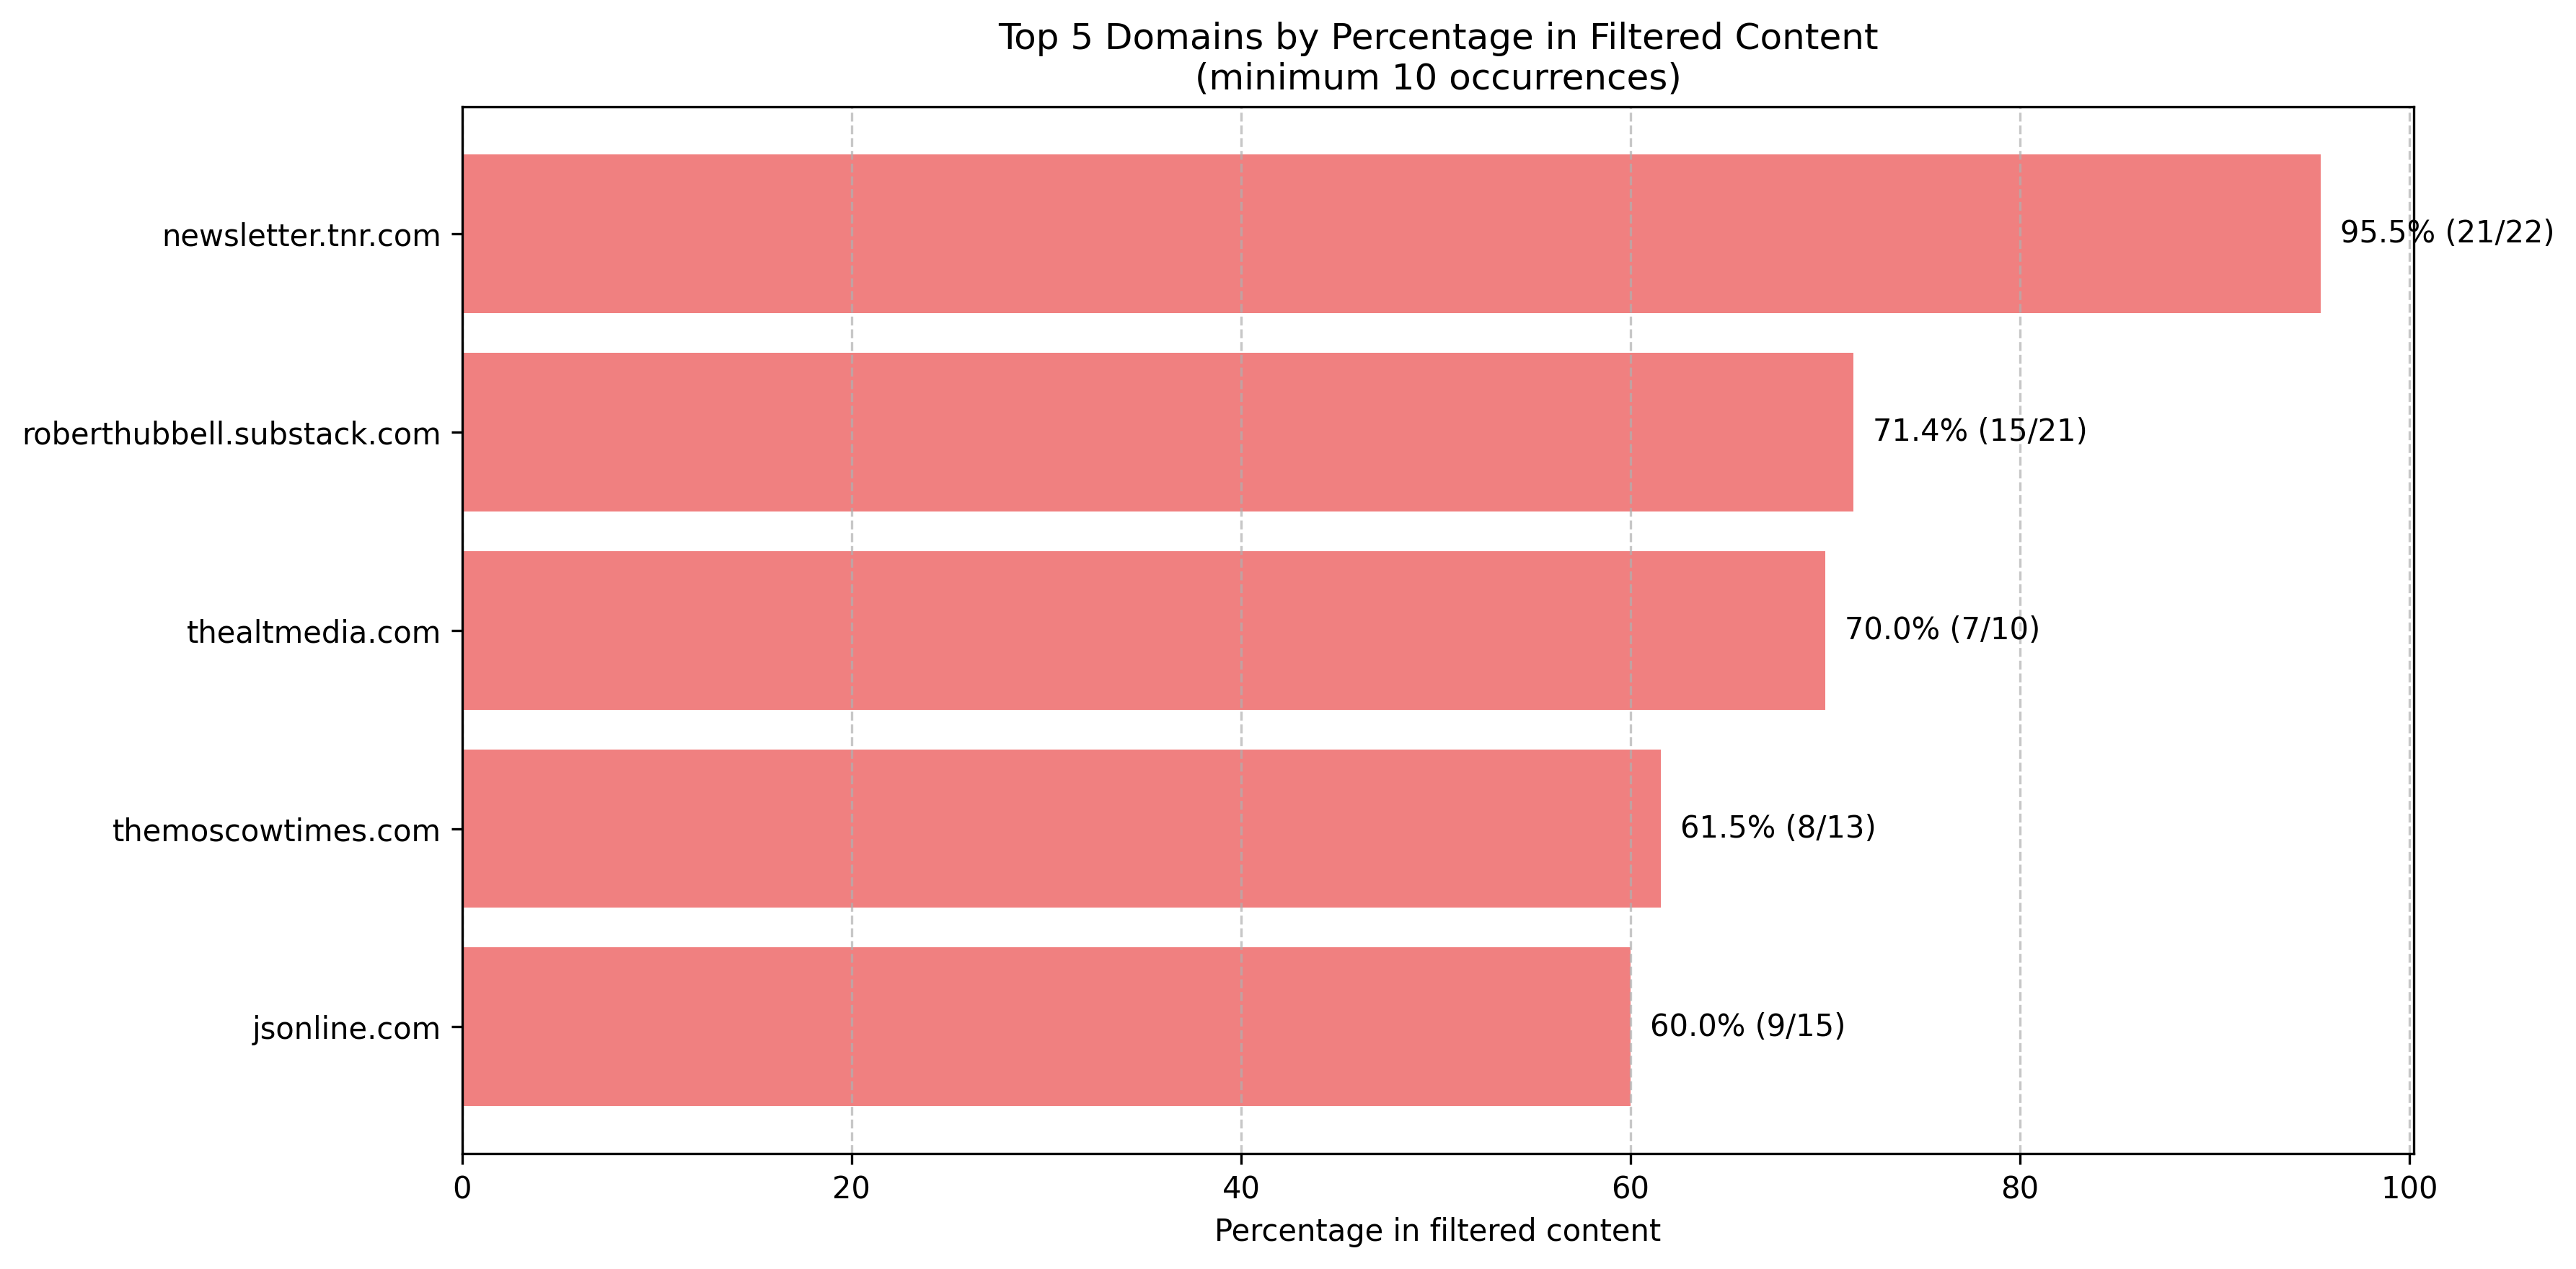 Top 5 Domains by Percentage in Filtered Content
(minimum 10 occurrences)
newsletter.tnr.com
95.5% (21/22)
roberthubbell.substack.com
71.4% (15/21)
thealtmedia.com
70.0% (7/10)
themoscowtimes.com
61.5% (8/13)
jsonline.com
60.0% (9/15)
0 20 40 60 80 100
Percentage in filtered content